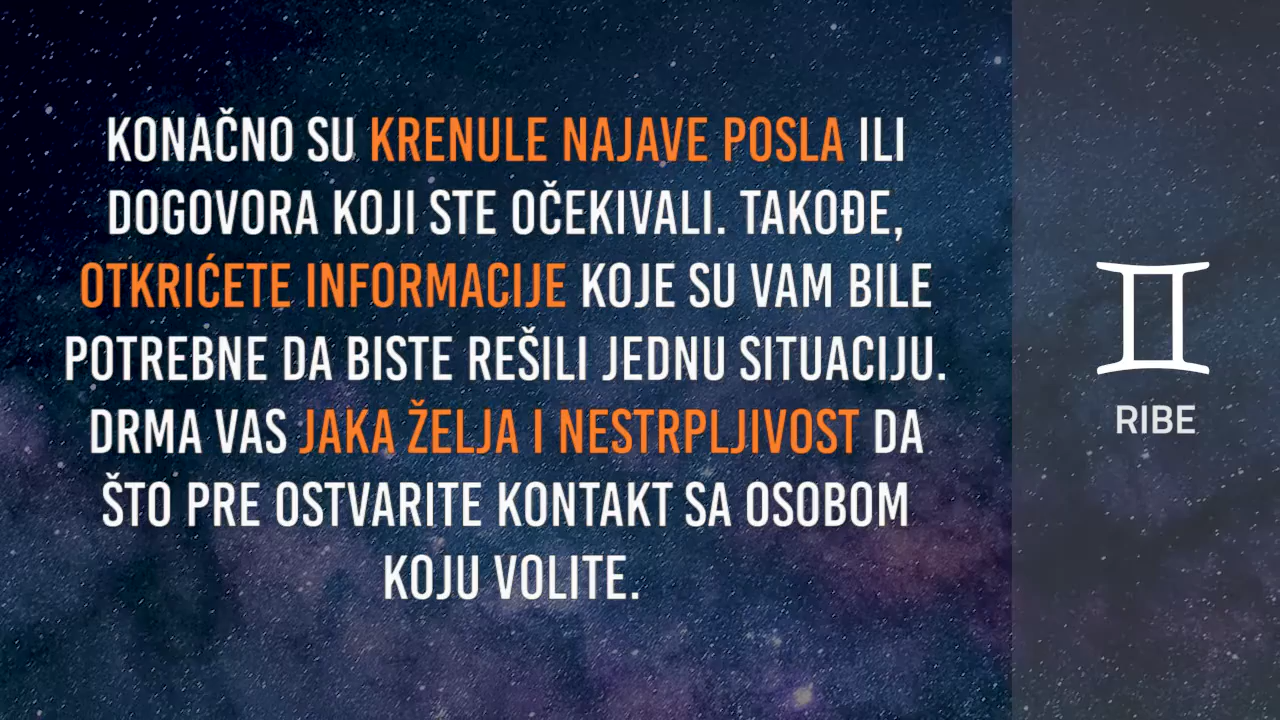 KONAČNO SU KRENULE NAJAVE POSLA ILI
DOGOVORA KOJI STE OČEKIVALI. TAKOĐE,
OTKRIĆETE INFORMACIJE KOJE SU VAM BILE
POTREBNE DA BISTE REŠILI JEDNU SITUACIJU.
DRMA VAS JAKA ŽELJA I NESTRPLJIVOST DA
ŠTO PRE OSTVARITE KONTAKT SA OSOBOM
KOJU VOLITE.
RIBE